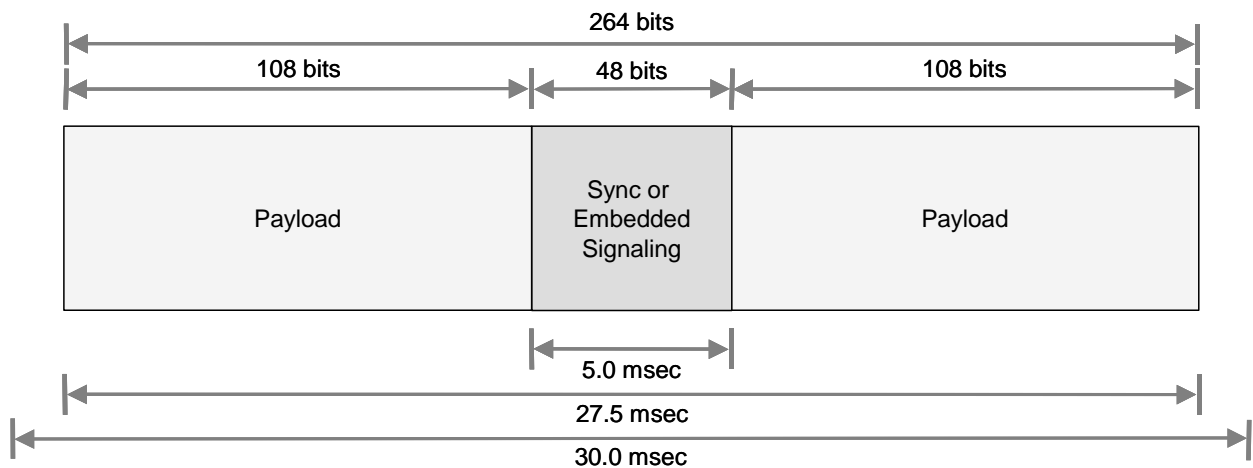 264 bits
108 bits
48 bits
108 bits
Payload
Sync or
Embedded
Signaling
Payload
5.0 msec
27.5 msec
30.0 msec